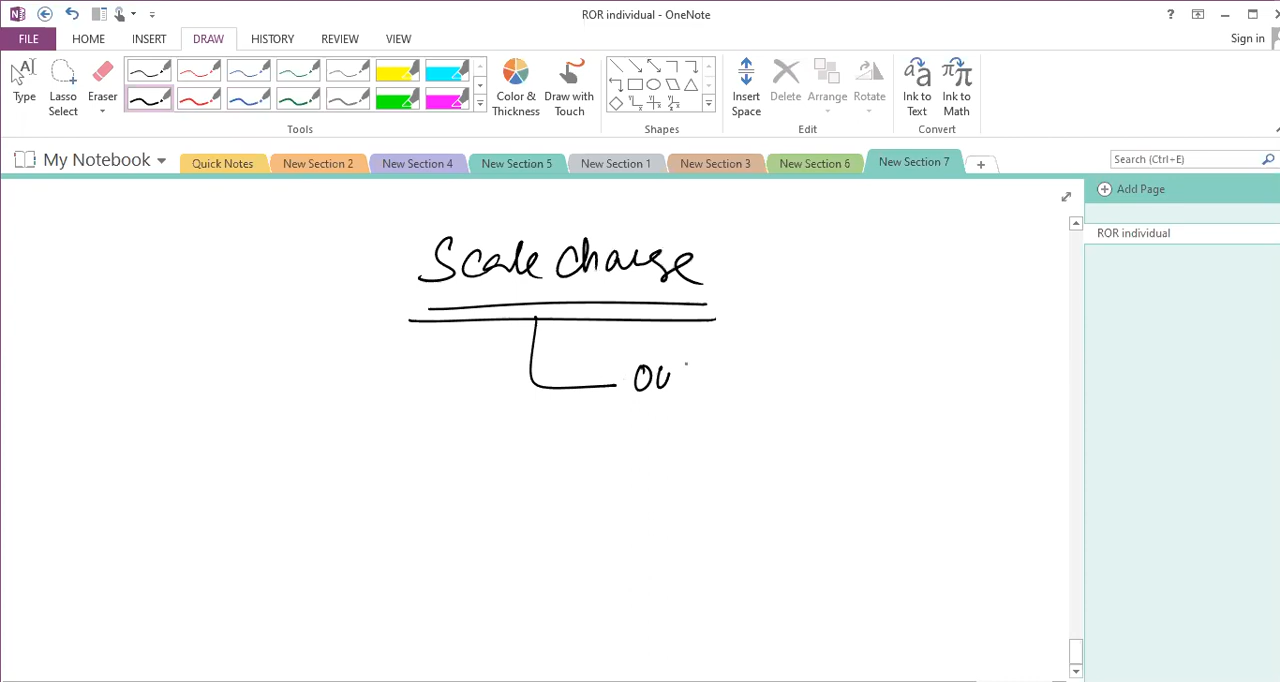 ROR individual - OneNote
?
FILE HOME INSERT DRAW HISTORY REVIEW VIEW Sign in
Type Lasso Select Eraser Color & Thickness Draw with Touch Insert Space Delete Arrange Rotate Ink to Text Ink to Math
Tools Shapes Edit Convert
My Notebook Quick Notes New Section 2 New Section 4 New Section 5 New Section 1 New Section 3 New Section 6 New Section 7 + Search (Ctrl+E)
Add Page
ROR individual
Scale change
ou